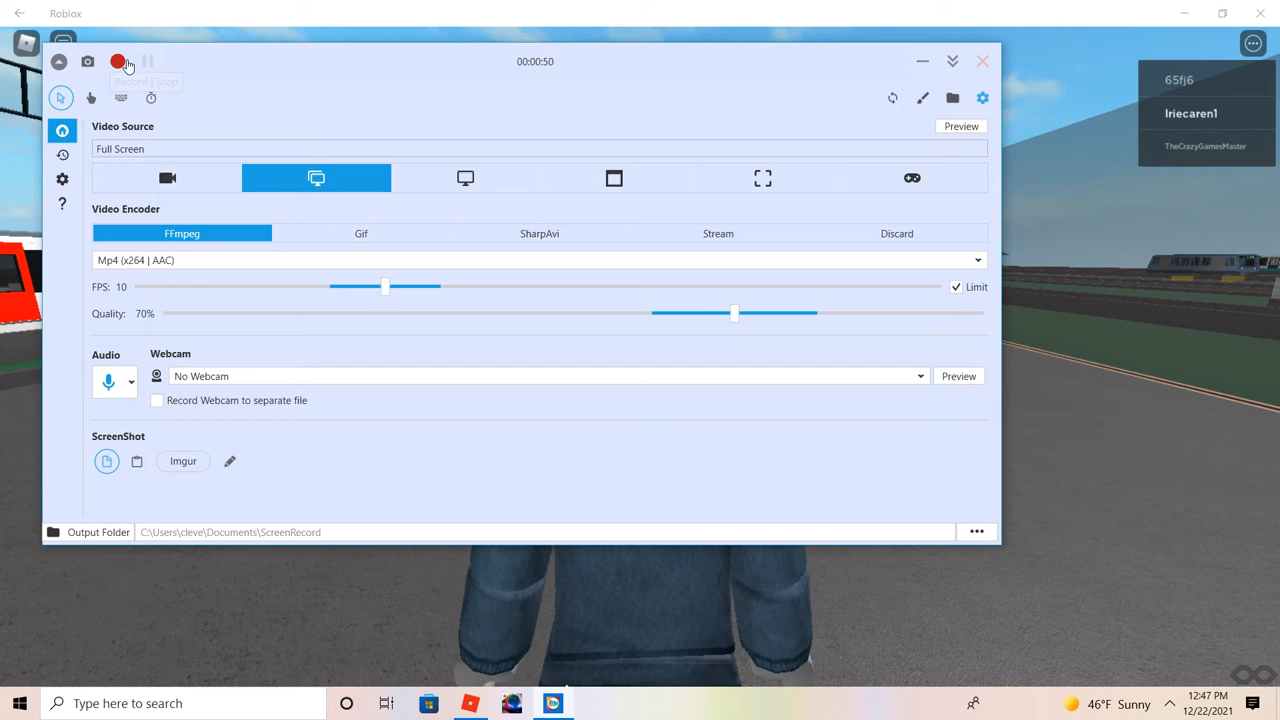 Roblox
00:00:50
Record | Stop
65fj6
Iriecaren1
TheCrazyGamesMaster
Video Source
Preview
Full Screen
Video Encoder
FFmpeg
Gif
SharpAvi
Stream
Discard
Mp4 (x264 | AAC)
FPS: 10
Limit
Quality: 70%
Audio
Webcam
No Webcam
Preview
Record Webcam to separate file
ScreenShot
Imgur
Output Folder
C:\Users\cleve\Documents\ScreenRecord
Type here to search
46°F Sunny
12:47 PM
12/22/2021